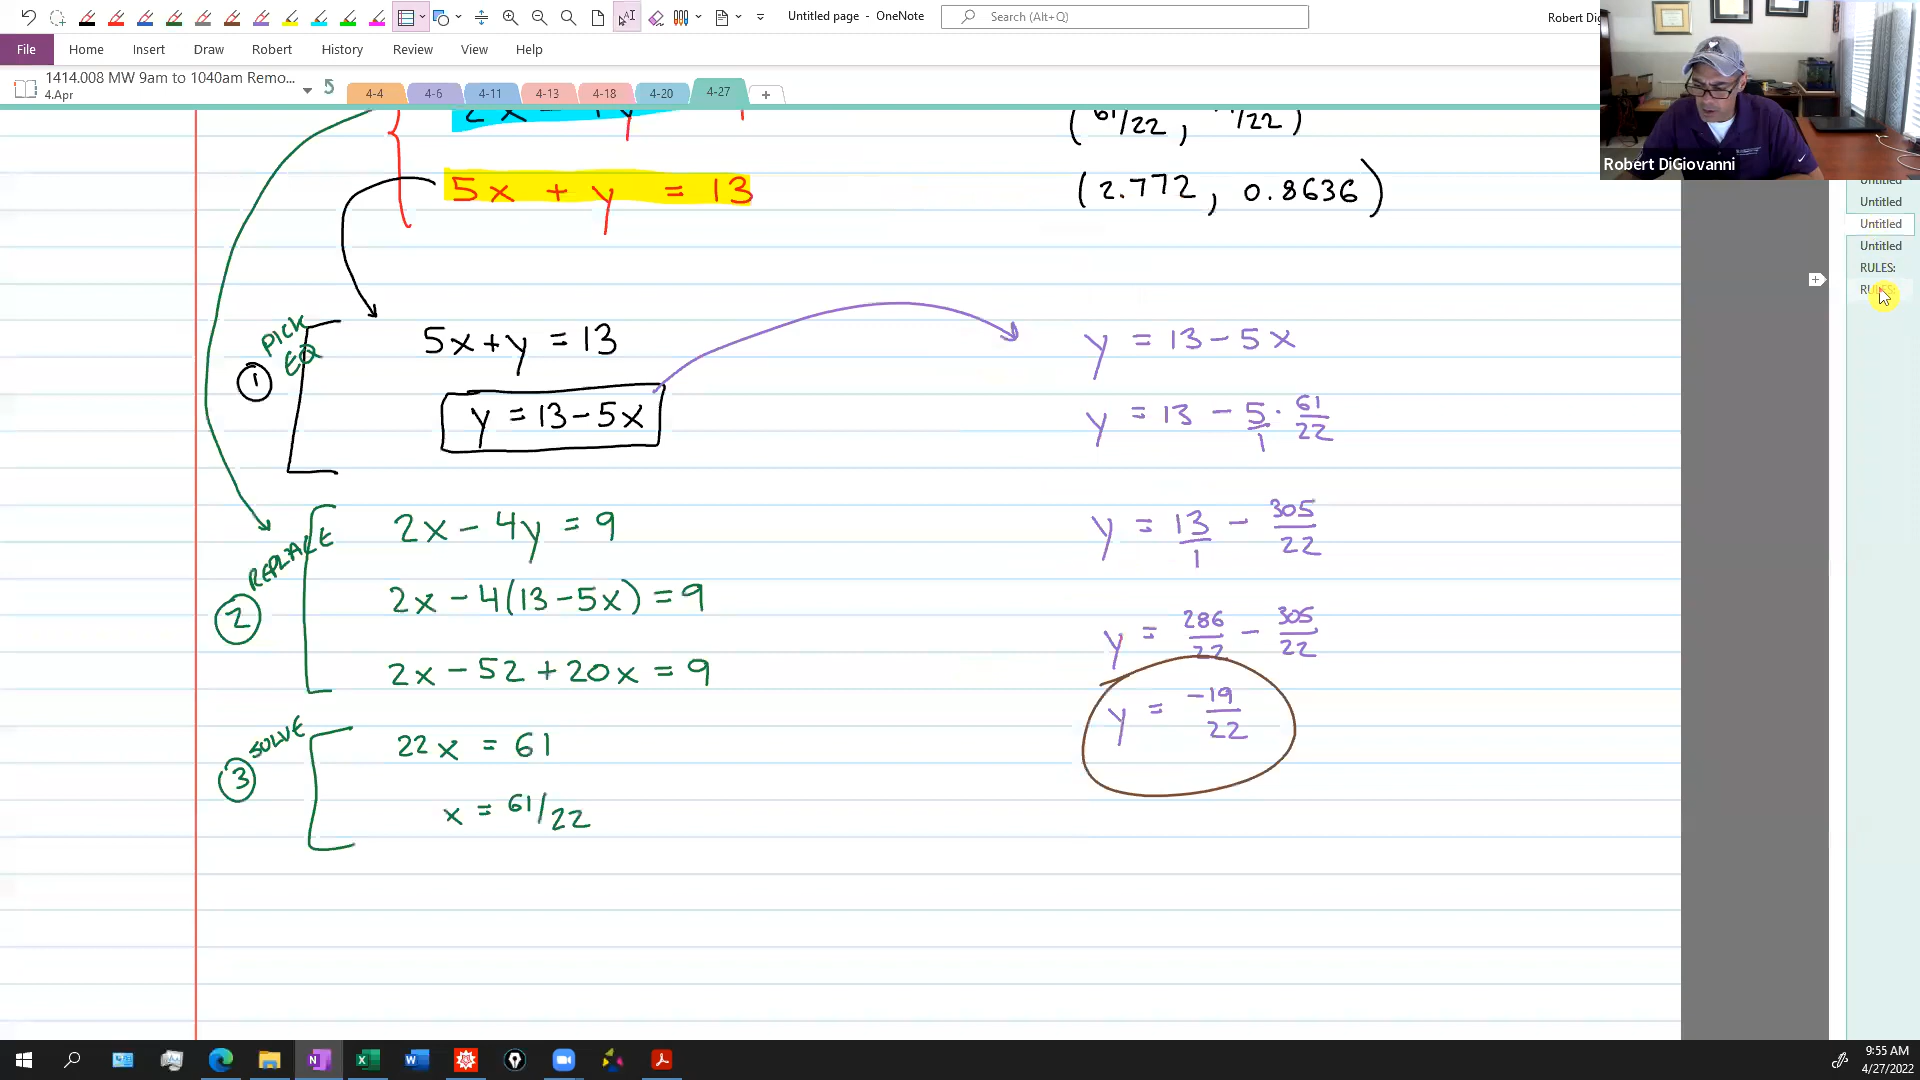 Untitled page - OneNote
Search (Alt+Q)
Robert Dig
File Home Insert Draw Robert History Review View Help
1414.008 MW 9am to 1040am Remo...
4.Apr
4-4 4-6 4-11 4-13 4-18 4-20 4-27 +
Robert DiGiovanni
Untitled
Untitled
Untitled
Untitled
RULES:
RULES:
5x + y = 13
(2.772, 0.8636)
PICK EQ
1
5x+y = 13
y = 13-5x
y = 13-5x
y = 13 - 5/1 · 61/22
REPLACE
2
2x - 4y = 9
2x - 4(13-5x) = 9
2x - 52 + 20x = 9
y = 13/1 - 305/22
y = 286/22 - 305/22
y = -19/22
SOLVE
3
22x = 61
x = 61/22
9:55 AM
4/27/2022